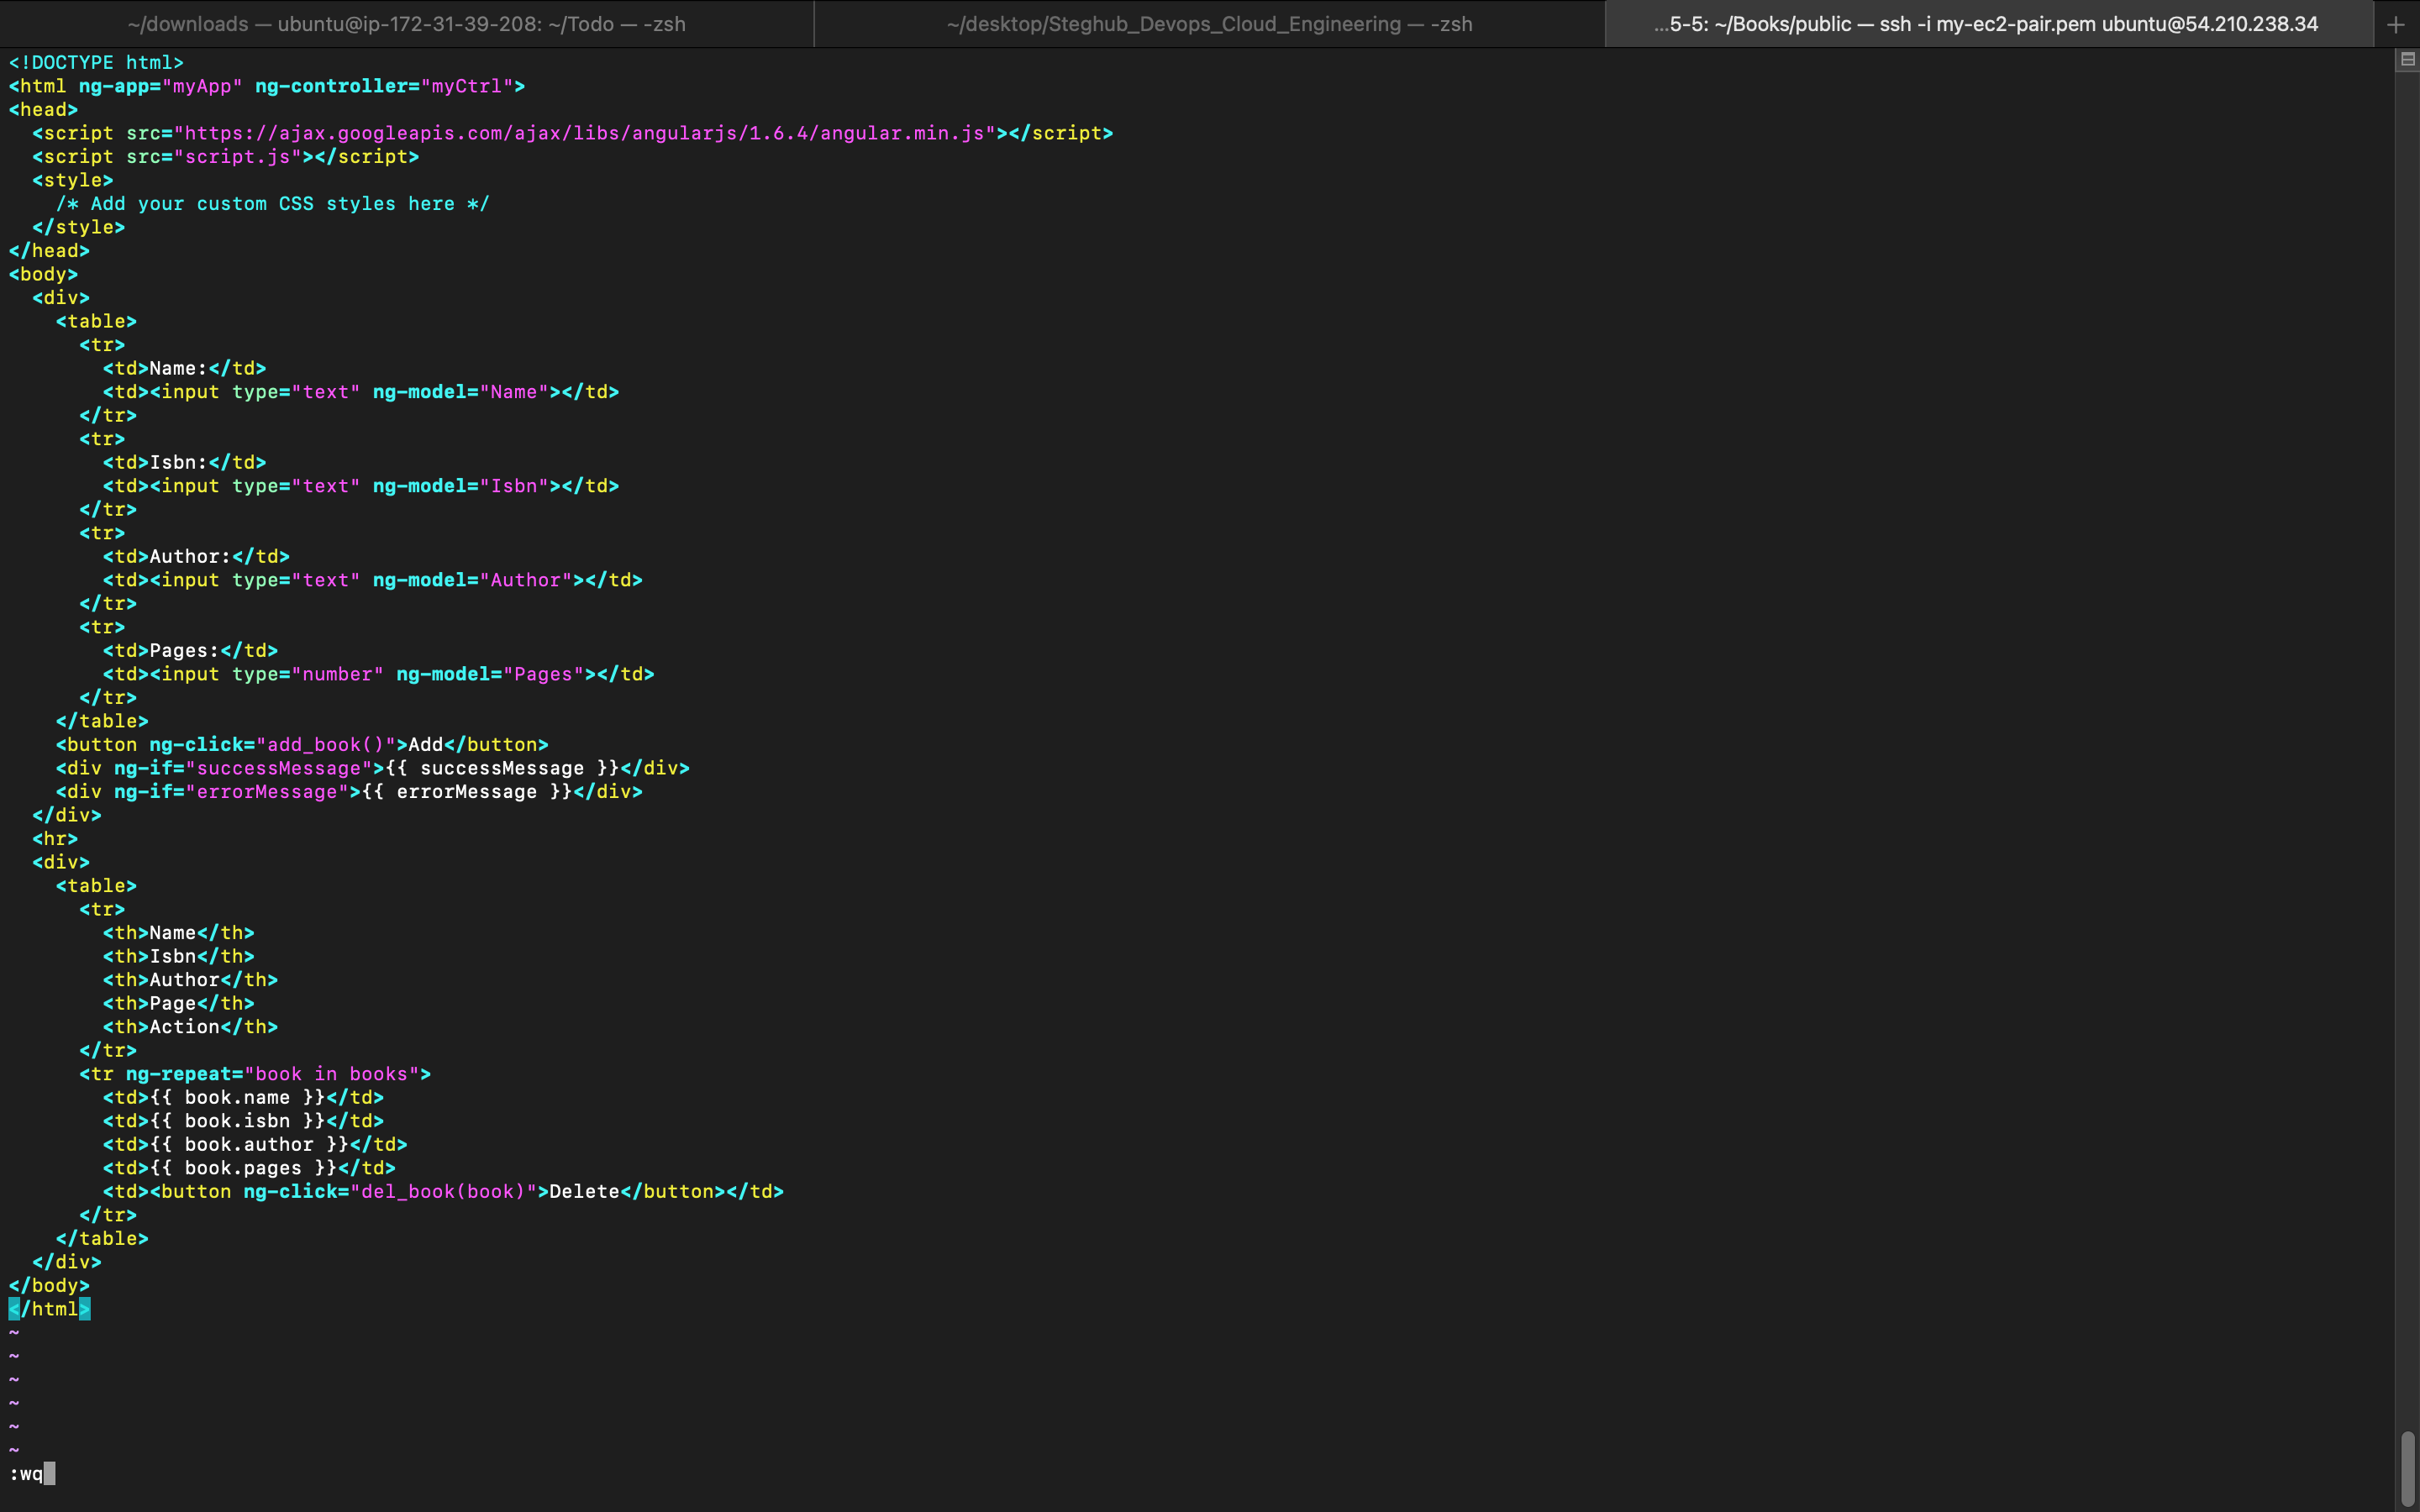 ~/downloads — ubuntu@ip-172-31-39-208: ~/Todo — -zsh
~/desktop/Steghub_Devops_Cloud_Engineering — -zsh
...5-5: ~/Books/public — ssh -i my-ec2-pair.pem ubuntu@54.210.238.34
<!DOCTYPE html>
<html ng-app="myApp" ng-controller="myCtrl">
<head>
  <script src="https://ajax.googleapis.com/ajax/libs/angularjs/1.6.4/angular.min.js"></script>
  <script src="script.js"></script>
  <style>
    /* Add your custom CSS styles here */
  </style>
</head>
<body>
  <div>
    <table>
      <tr>
        <td>Name:</td>
        <td><input type="text" ng-model="Name"></td>
      </tr>
      <tr>
        <td>Isbn:</td>
        <td><input type="text" ng-model="Isbn"></td>
      </tr>
      <tr>
        <td>Author:</td>
        <td><input type="text" ng-model="Author"></td>
      </tr>
      <tr>
        <td>Pages:</td>
        <td><input type="number" ng-model="Pages"></td>
      </tr>
    </table>
    <button ng-click="add_book()">Add</button>
    <div ng-if="successMessage">{{ successMessage }}</div>
    <div ng-if="errorMessage">{{ errorMessage }}</div>
  </div>
  <hr>
  <div>
    <table>
      <tr>
        <th>Name</th>
        <th>Isbn</th>
        <th>Author</th>
        <th>Page</th>
        <th>Action</th>
      </tr>
      <tr ng-repeat="book in books">
        <td>{{ book.name }}</td>
        <td>{{ book.isbn }}</td>
        <td>{{ book.author }}</td>
        <td>{{ book.pages }}</td>
        <td><button ng-click="del_book(book)">Delete</button></td>
      </tr>
    </table>
  </div>
</body>
</html>
~
~
~
~
~
~
:wq